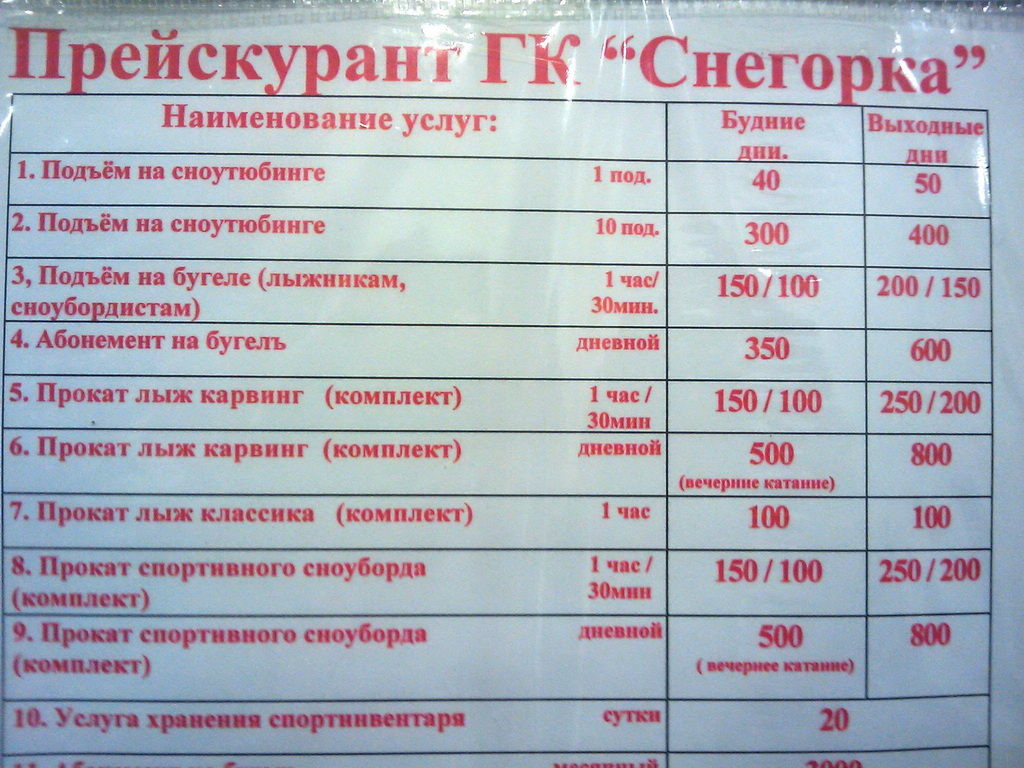 Прейскурант ГК “Снегорка”
Наименование услуг: Будние дни. Выходные дни
1. Подъём на сноутюбинге 1 под. 40 50
2. Подъём на сноутюбинге 10 под. 300 400
3, Подъём на бугеле (лыжникам, 1 час/ 150 / 100 200 / 150
сноубордистам) 30мин.
4. Абонемент на бугелъ дневной 350 600
5. Прокат лыж карвинг (комплект) 1 час / 150 / 100 250 / 200
30мин
6. Прокат лыж карвинг (комплект) дневной 500 800
(вечерние катание)
7. Прокат лыж классика (комплект) 1 час 100 100
8. Прокат спортивного сноуборда 1 час / 150 / 100 250 / 200
(комплект) 30мин
9. Прокат спортивного сноуборда дневной 500 800
(комплект) ( вечернее катание)
10. Услуга хранения спортинвентаря сутки 20